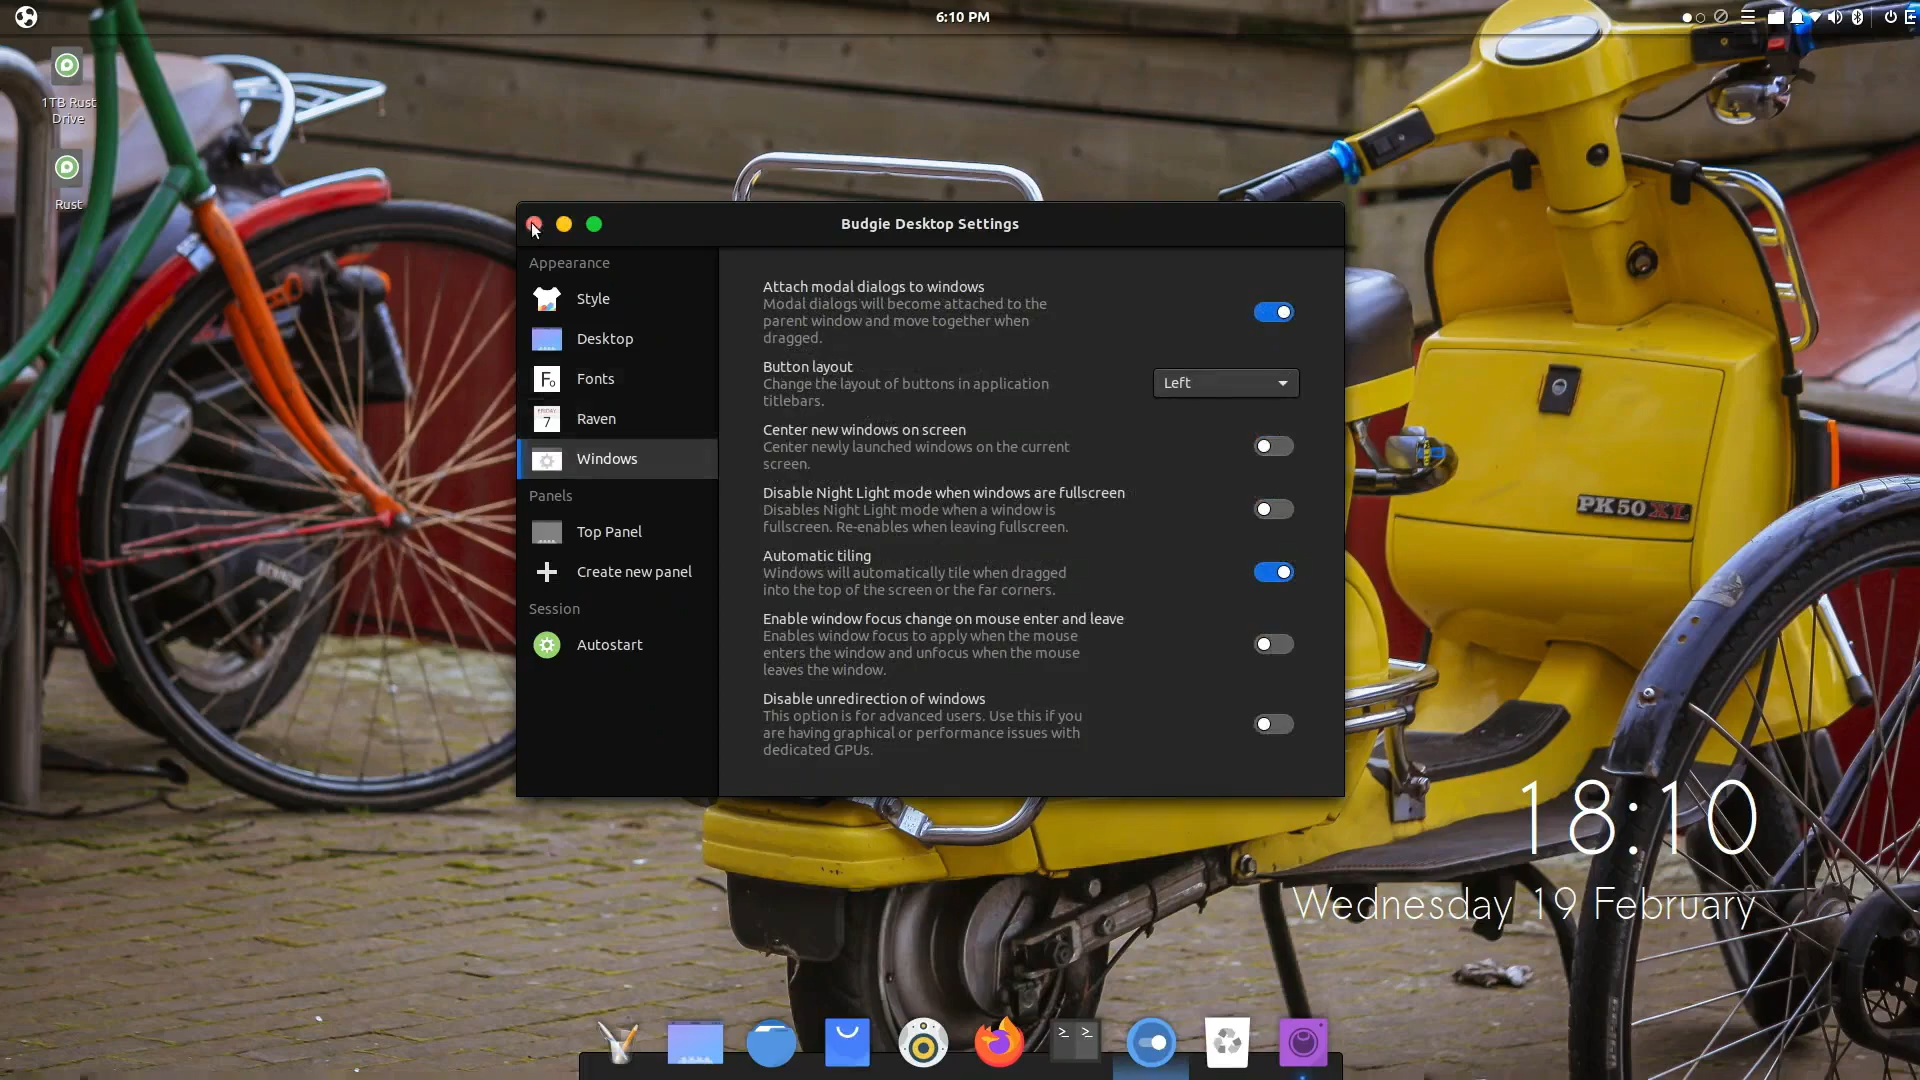 6:10 PM
1TB Rust
Drive
Rust
Budgie Desktop Settings
Appearance
Style
Desktop
Fo
Fonts
FRIDAY
7
Raven
Windows
Panels
Top Panel
Create new panel
Session
Autostart
Attach modal dialogs to windows
Modal dialogs will become attached to the
parent window and move together when
dragged.
Button layout
Change the layout of buttons in application
titlebars.
Left
Center new windows on screen
Center newly launched windows on the current
screen.
Disable Night Light mode when windows are fullscreen
Disables Night Light mode when a window is
fullscreen. Re-enables when leaving fullscreen.
Automatic tiling
Windows will automatically tile when dragged
into the top of the screen or the far corners.
Enable window focus change on mouse enter and leave
Enables window focus to apply when the mouse
enters the window and unfocus when the mouse
leaves the window.
Disable unredirection of windows
This option is for advanced users. Use this if you
are having graphical or performance issues with
dedicated GPUs.
PK50XL
18:10
Wednesday 19 February